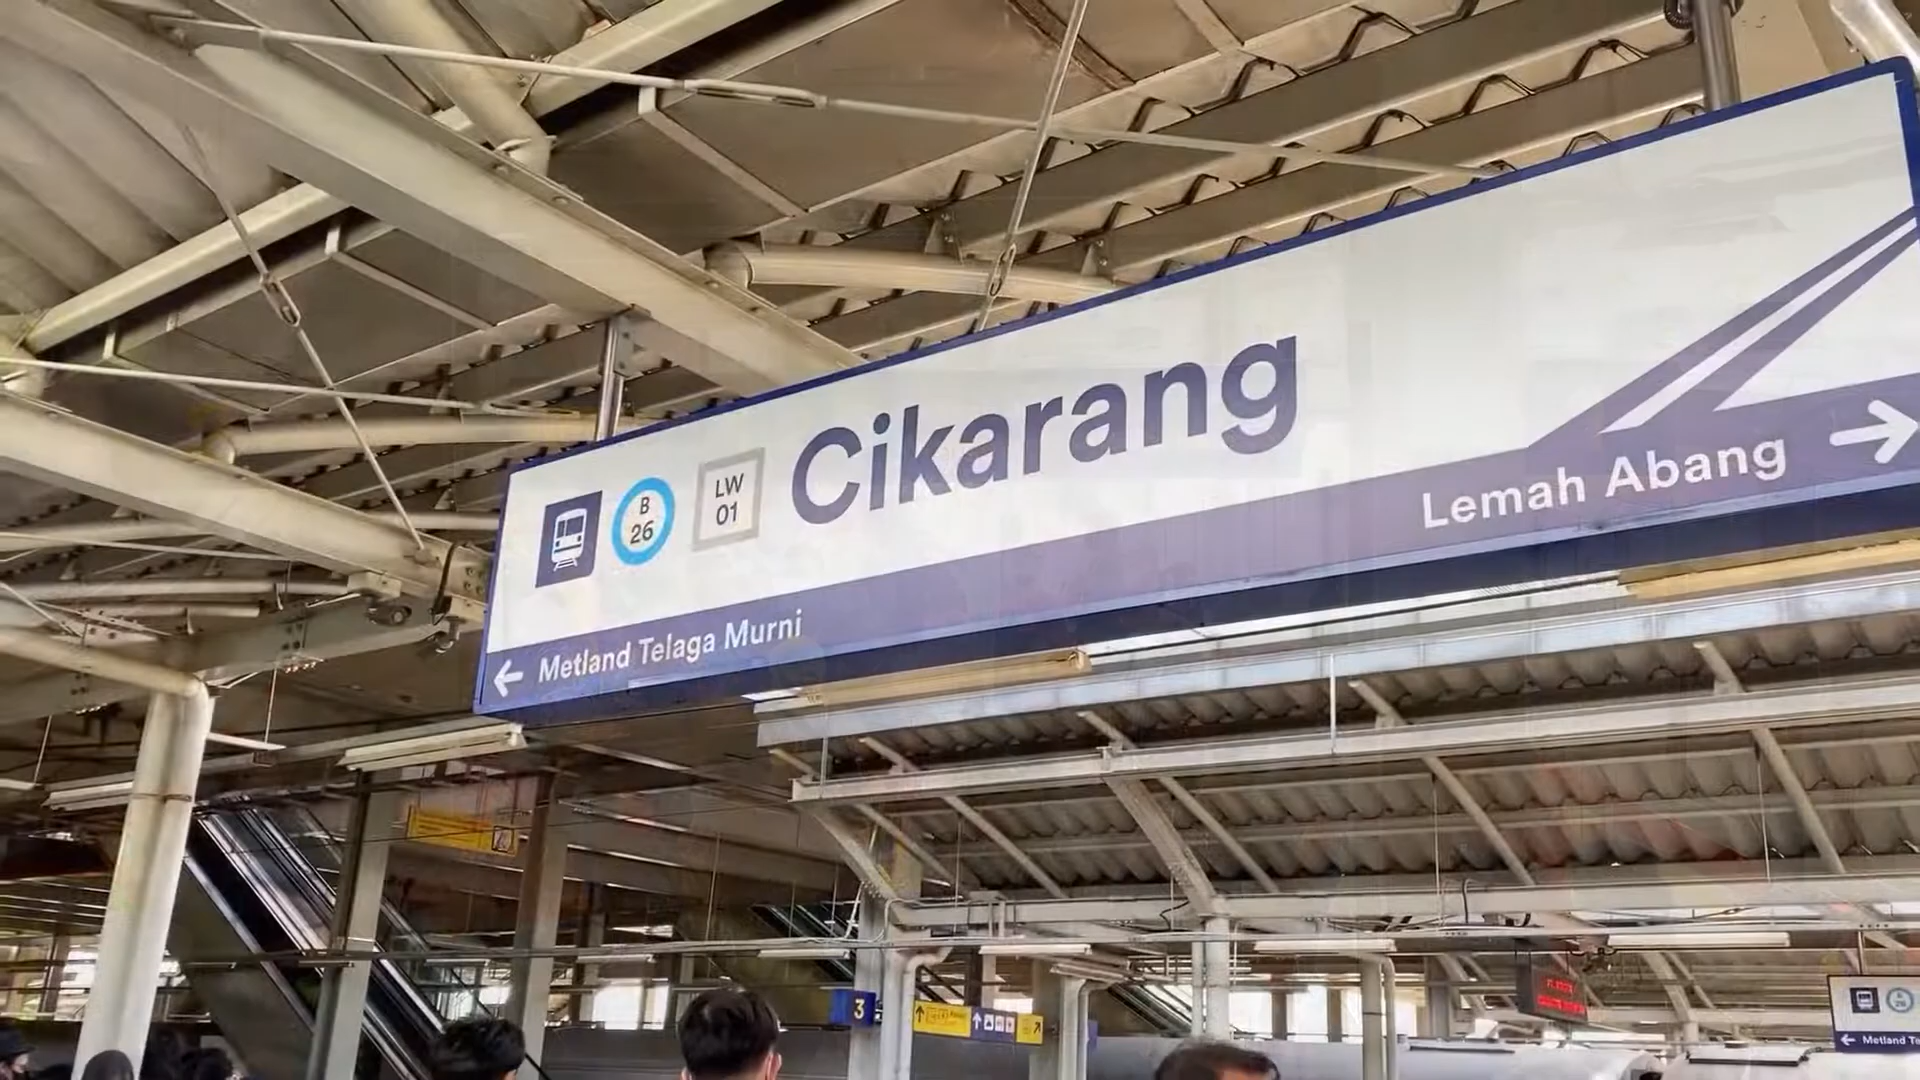 B
26
LW
01
Cikarang
← Metland Telaga Murni
Lemah Abang →
3